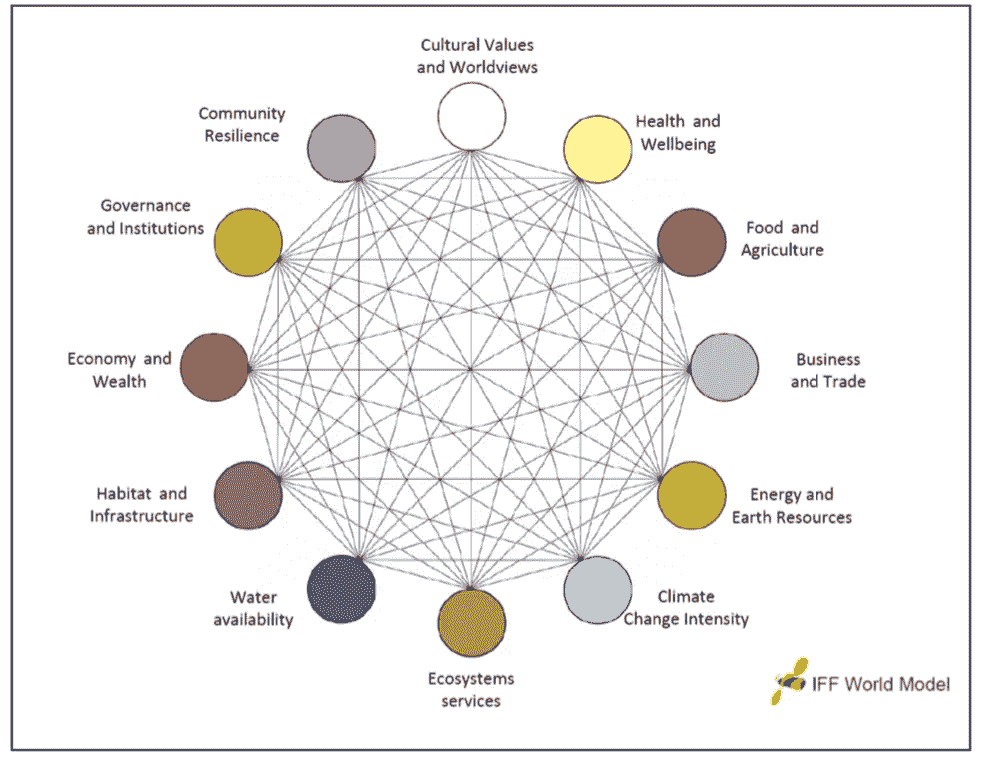 Cultural Values
and Worldviews
Community
Resilience
Health and
Wellbeing
Governance
and Institutions
Food and
Agriculture
Economy and
Wealth
Business
and Trade
Habitat and
Infrastructure
Energy and
Earth Resources
Water
availability
Climate
Change Intensity
Ecosystems
services
IFF World Model